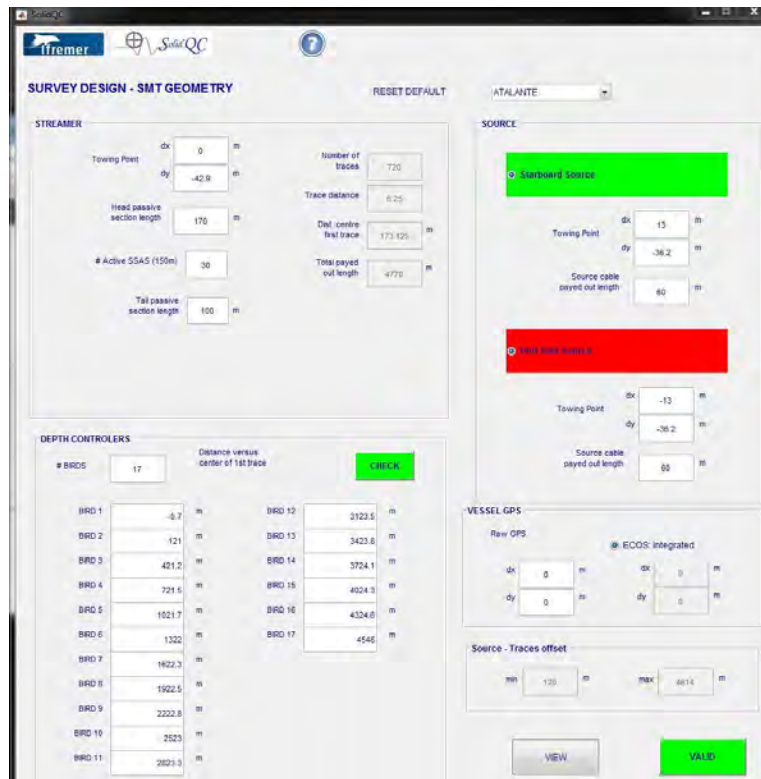 SolidQC
Ifremer SolidQC ?
SURVEY DESIGN - SMT GEOMETRY RESET DEFAULT ATALANTE
STREAMER
Towing Point
dx 0 m
dy -42.9 m
Head passive section length 170 m
# Active SSAS (150m) 30
Tail passive section length 100 m
Number of traces 720
Trace distance 6.25
Dist. centre first trace 173.125 m
Total payed out length 4770 m
SOURCE
Starboard Source
Towing Point
dx 13 m
dy -36.2 m
Source cable payed out length 60 m
Towing Point
dx -13 m
dy -36.2 m
Source cable payed out length 60 m
DEPTH CONTROLERS
# BIRDS 17
Distance versus center of 1st trace
CHECK
BIRD 1 -5.7 m
BIRD 2 121 m
BIRD 3 421.2 m
BIRD 4 721.5 m
BIRD 5 1021.7 m
BIRD 6 1322 m
BIRD 7 1622.3 m
BIRD 8 1922.5 m
BIRD 9 2222.8 m
BIRD 10 2523 m
BIRD 11 2823.3 m
BIRD 12 3123.5 m
BIRD 13 3423.8 m
BIRD 14 3724.1 m
BIRD 15 4024.3 m
BIRD 16 4324.6 m
BIRD 17 4546 m
VESSEL GPS
Raw GPS
dx 0 m
dy 0 m
ECOS: integrated
dx 0 m
dy 0 m
Source - Traces offset
min 120 m max 4614 m
VIEW VALID